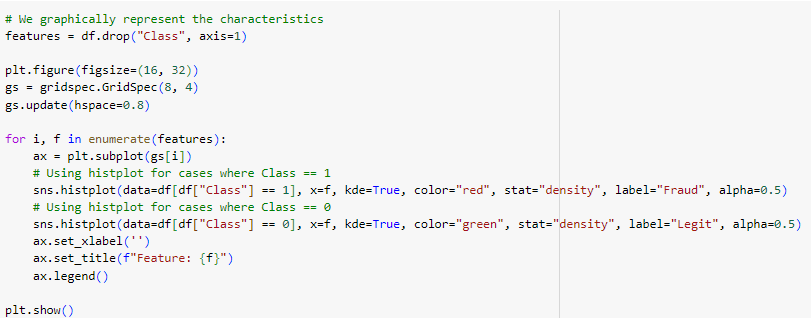 # We graphically represent the characteristics
features = df.drop("Class", axis=1)
plt.figure(figsize=(16, 32))
gs = gridspec.GridSpec(8, 4)
gs.update(hspace=0.8)
for i, f in enumerate(features):
    ax = plt.subplot(gs[i])
    # Using histplot for cases where Class == 1
    sns.histplot(data=df[df["Class"] == 1], x=f, kde=True, color="red", stat="density", label="Fraud", alpha=0.5)
    # Using histplot for cases where Class == 0
    sns.histplot(data=df[df["Class"] == 0], x=f, kde=True, color="green", stat="density", label="Legit", alpha=0.5)
    ax.set_xlabel('')
    ax.set_title(f"Feature: {f}")
    ax.legend()
plt.show()